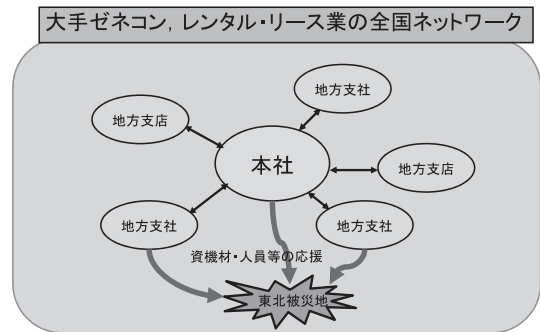 大手ゼネコン，レンタル・リース業の全国ネットワーク
地方支社
地方支店
本社
地方支店
地方支社
地方支社
資機材・人員等の応援
東北被災地